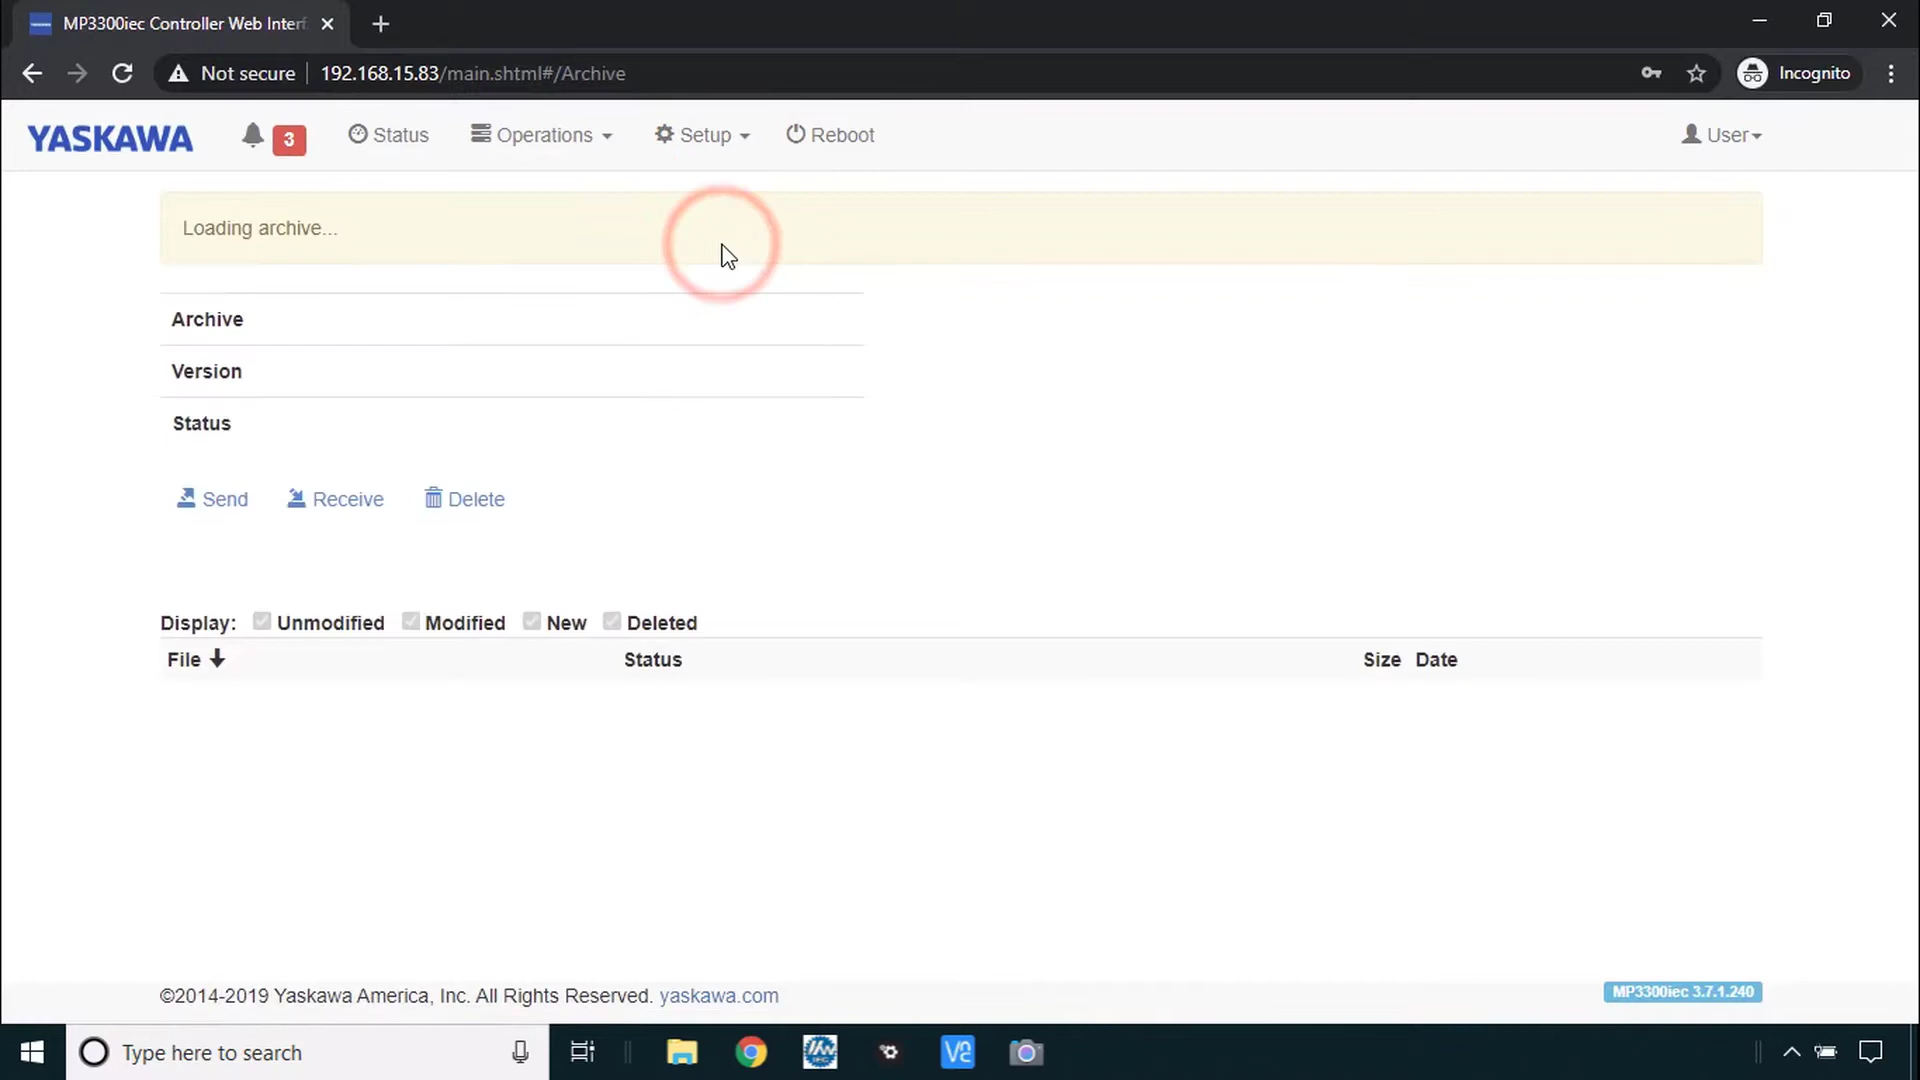 MP3300iec Controller Web Interf
Not secure 192.168.15.83/main.shtml#/Archive Incognito
YASKAWA 3 Status Operations Setup Reboot User
Loading archive...
Archive
Version
Status
Send Receive Delete
Display: Unmodified Modified New Deleted
File Status Size Date
©2014-2019 Yaskawa America, Inc. All Rights Reserved. yaskawa.com MP3300iec 3.7.1.240
Type here to search